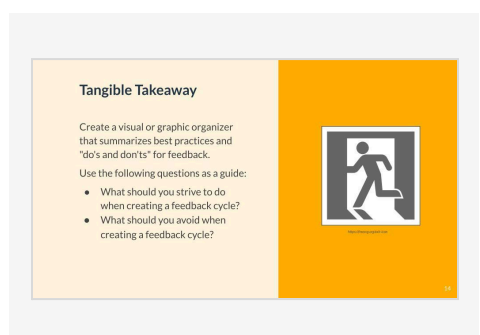 Tangible Takeaway
Create a visual or graphic organizer
that summarizes best practices and
"do's and don'ts" for feedback.
Use the following questions as a guide:
● What should you strive to do
when creating a feedback cycle?
● What should you avoid when
creating a feedback cycle?
14